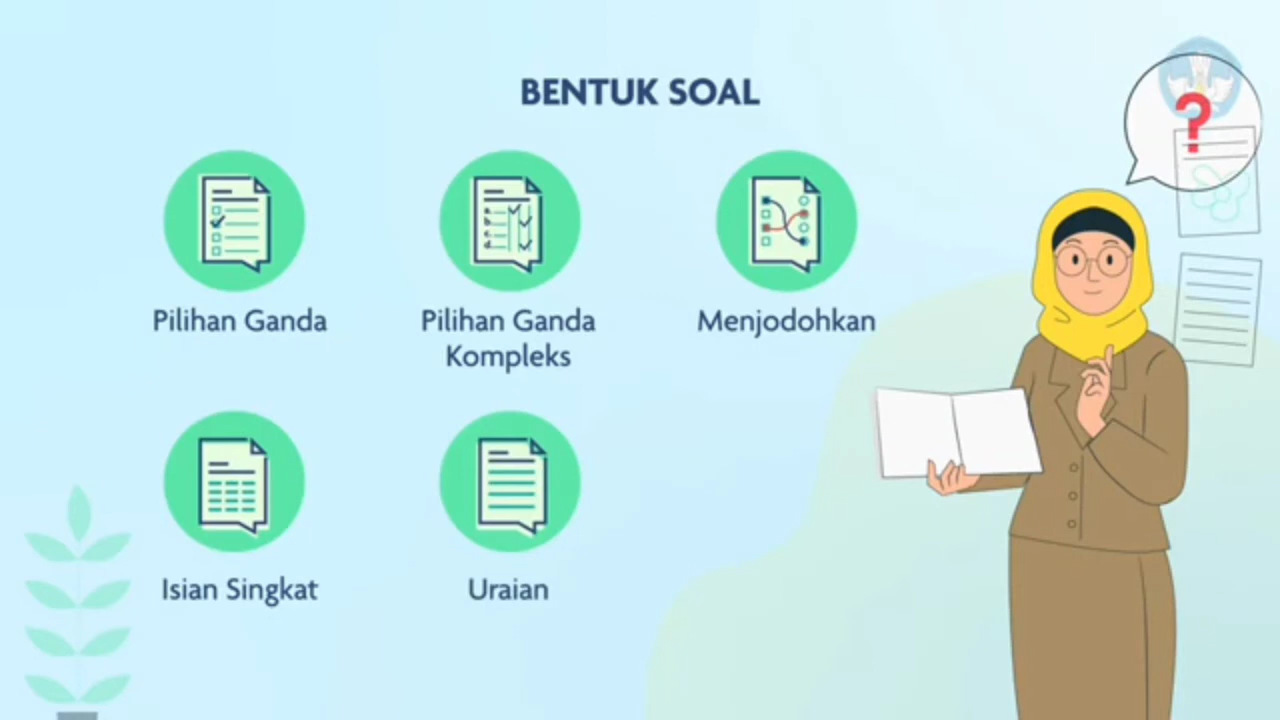 BENTUK SOAL
Pilihan Ganda
Pilihan Ganda
Kompleks
Menjodohkan
Isian Singkat
Uraian
?